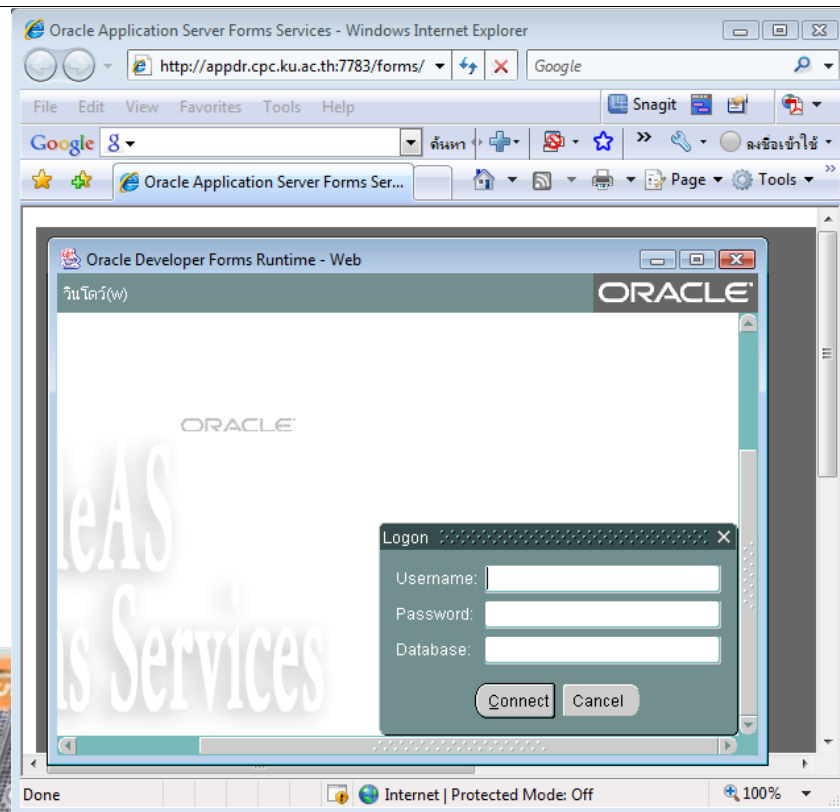 Oracle Application Server Forms Services - Windows Internet Explorer
http://appdr.cpc.ku.ac.th:7783/forms/ Google
File Edit View Favorites Tools Help Snagit
Google ค้นหา ลงชื่อเข้าใช้
Oracle Application Server Forms Ser... Page Tools
Oracle Developer Forms Runtime - Web
วินโดว์(w) ORACLE
ORACLE
leAS
Services
Logon
Username:
Password:
Database:
Connect Cancel
Done Internet | Protected Mode: Off 100%